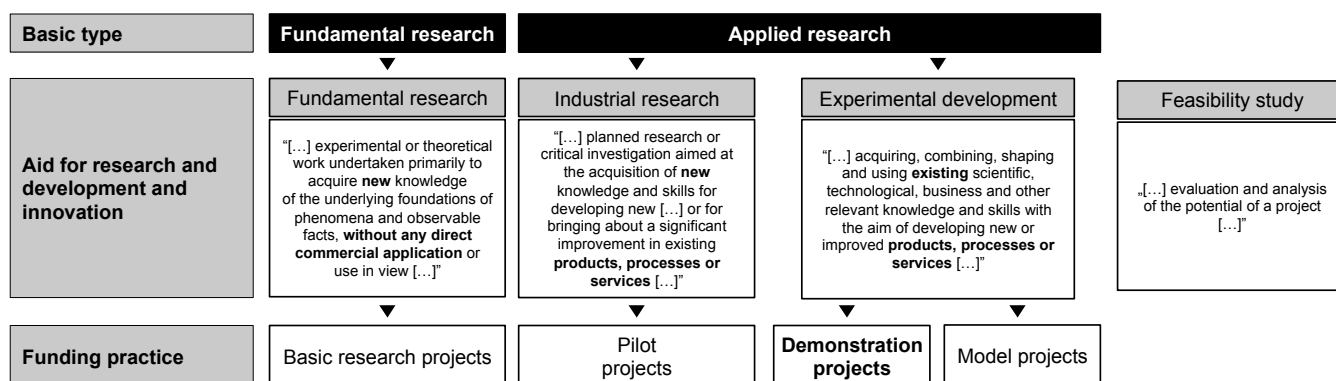 Basic type
Fundamental research
Applied research
Aid for research and
development and
innovation
Fundamental research
“[…] experimental or theoretical
work undertaken primarily to
acquire new knowledge
of the underlying foundations of
phenomena and observable
facts, without any direct
commercial application or
use in view […]”
Industrial research
“[…] planned research or
critical investigation aimed at
the acquisition of new
knowledge and skills for
developing new […] or for
bringing about a significant
improvement in existing
products, processes or
services […]”
Experimental development
“[…] acquiring, combining, shaping
and using existing scientific,
technological, business and other
relevant knowledge and skills with
the aim of developing new or
improved products, processes or
services […]”
Feasibility study
„[…] evaluation and analysis
of the potential of a project
[…]”
Funding practice
Basic research projects
Pilot
projects
Demonstration
projects
Model projects